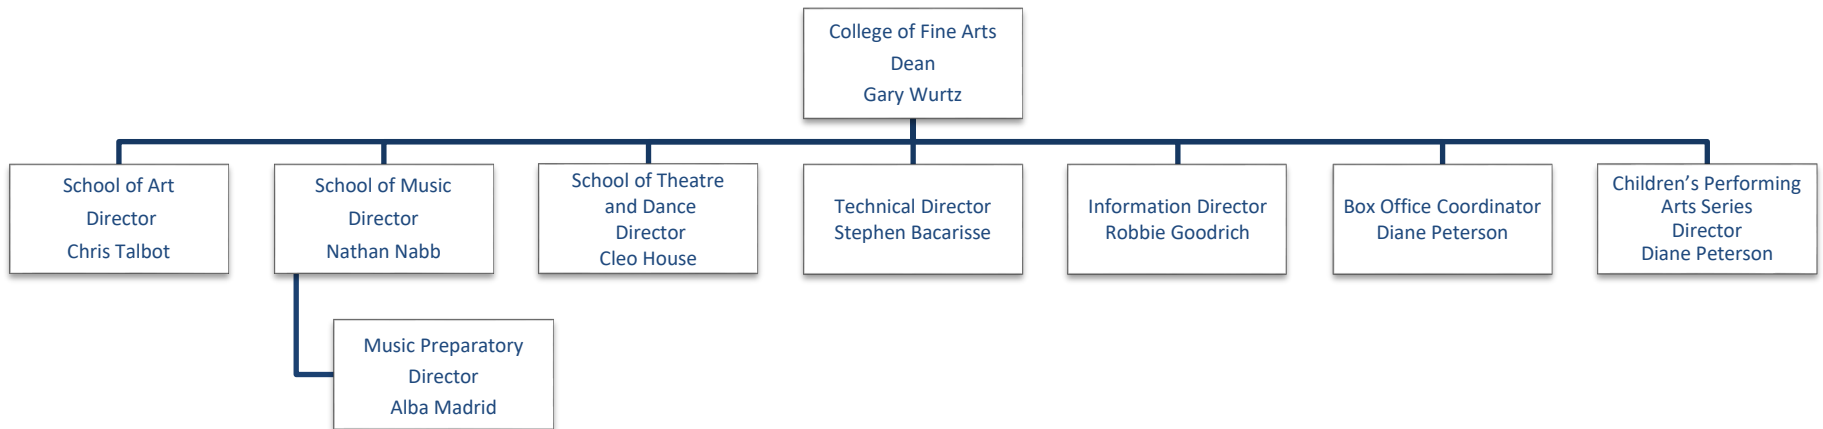 College of Fine Arts
Dean
Gary Wurtz
School of Art
Director
Chris Talbot
School of Music
Director
Nathan Nabb
School of Theatre
and Dance
Director
Cleo House
Technical Director
Stephen Bacarisse
Information Director
Robbie Goodrich
Box Office Coordinator
Diane Peterson
Children’s Performing
Arts Series
Director
Diane Peterson
Music Preparatory
Director
Alba Madrid